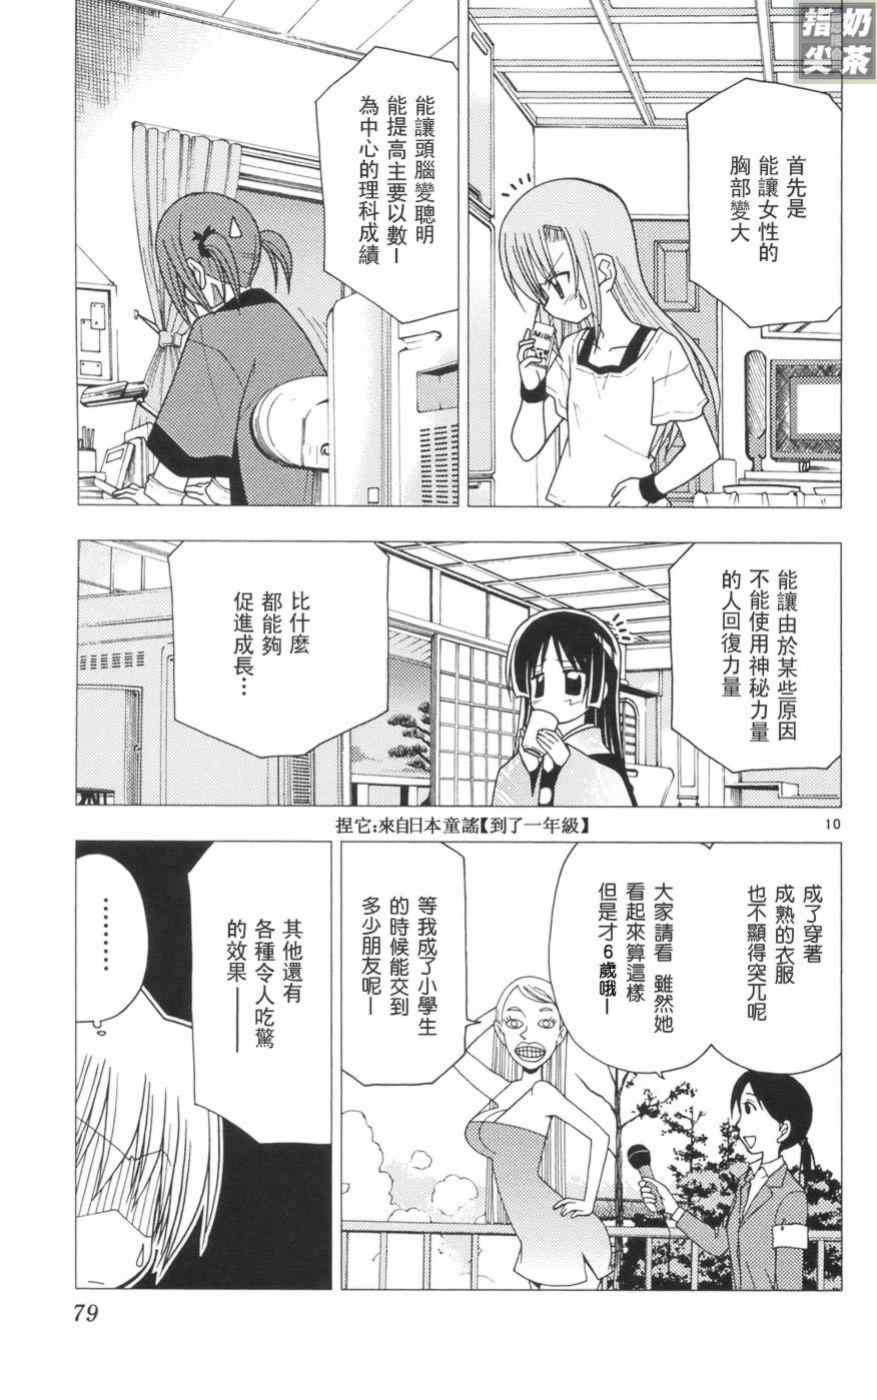 指奶
尖茶
首先是
能讓女性的
胸部變大
能讓頭腦變聰明
能提高主要以數—
為中心的理科成績
能讓由於某些原因
不能使用神秘力量
的人回復力量
比什麼
都能夠
促進成長…
捏它:來自日本童謠【到了一年級】
10
成了穿著
成熟的衣服
也不顯得突兀呢
大家請看 雖然她
看起來算這樣
但是才6歲哦—
等我成了小學生
的時候能交到
多少朋友呢—
其他還有
各種令人吃驚
的效果——
………
79